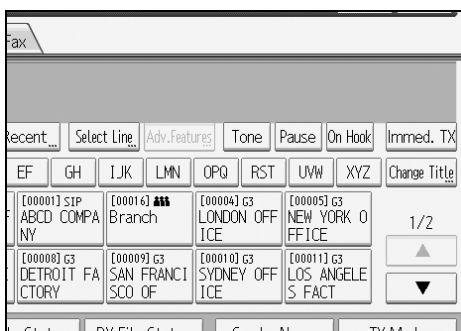 Fax
Recent Select Line Adv.Features Tone Pause On Hook Immed. TX
EF GH IJK LMN OPQ RST UVW XYZ Change Title
[00001] SIP [00016] [00004] G3 [00005] G3
ABCD COMPA Branch LONDON OFF NEW YORK O
NY ICE FFICE
1/2
[00008] G3 [00009] G3 [00010] G3 [00011] G3
DETROIT FA SAN FRANCI SYDNEY OFF LOS ANGELE
CTORY SCO OF ICE S FACT